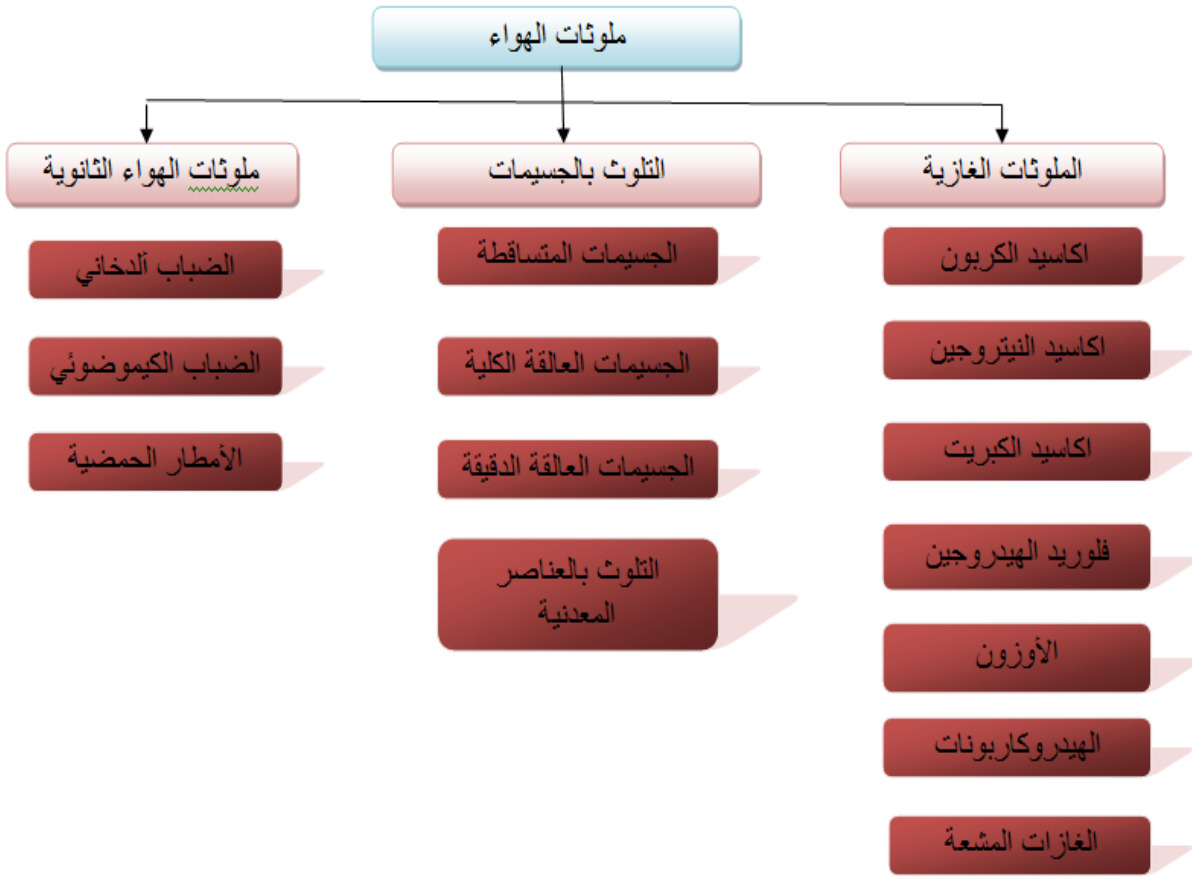 ملوثات الهواء
الملوثات الغازية
اكاسيد الكربون
اكاسيد النيتروجين
اكاسيد الكبريت
فلوريد الهيدروجين
الأوزون
الهيدروكاربونات
الغازات المشعة
التلوث بالجسيمات
الجسيمات المتساقطة
الجسيمات العالقة الكلية
الجسيمات العالقة الدقيقة
التلوث بالعناصر
المعدنية
ملوثات الهواء الثانوية
الضباب ألدخاني
الضباب الكيموضوئي
الأمطار الحمضية